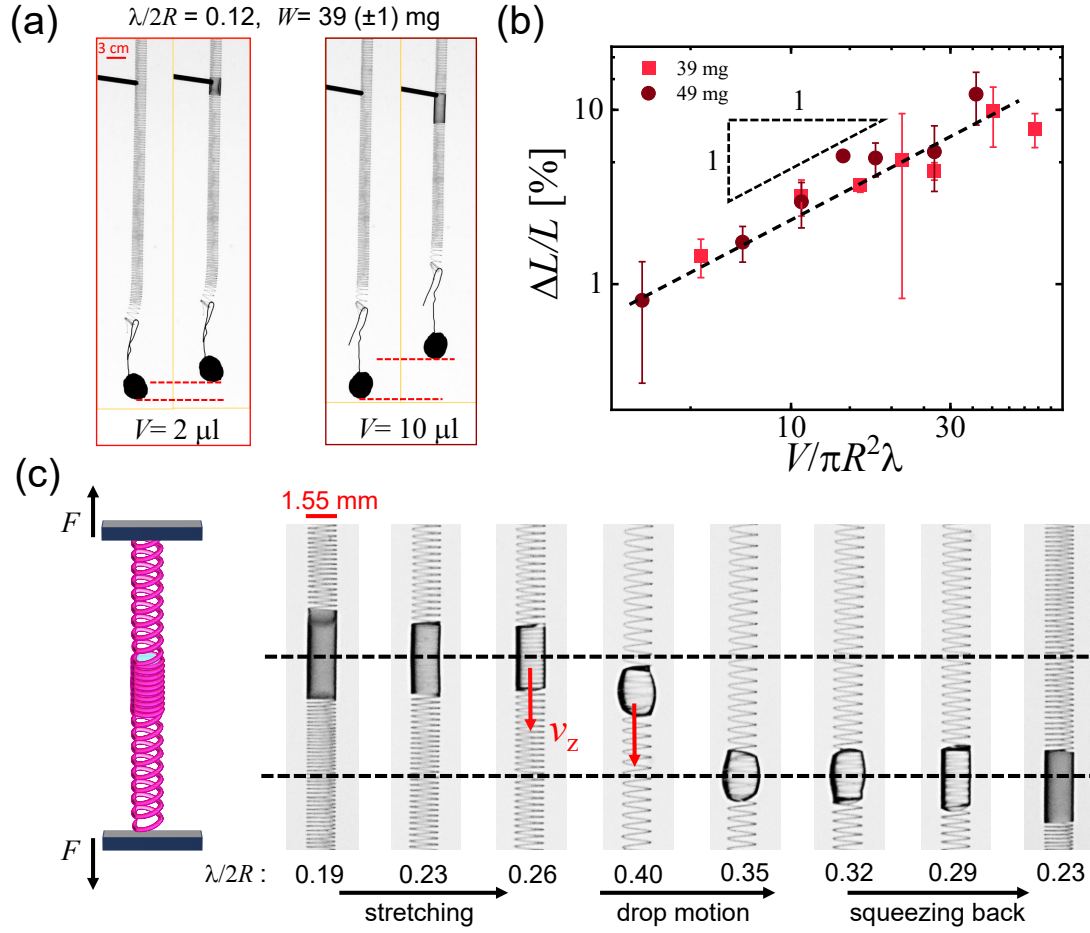 (a)
λ/2R = 0.12, W= 39 (±1) mg
3 cm
V= 2 μl
V= 10 μl
(b)
39 mg
49 mg
1
1
10
1
ΔL/L [%]
10
30
V/πR²λ
(c)
F
F
1.55 mm
v_z
λ/2R :
0.19
0.23
0.26
0.40
0.35
0.32
0.29
0.23
stretching
drop motion
squeezing back